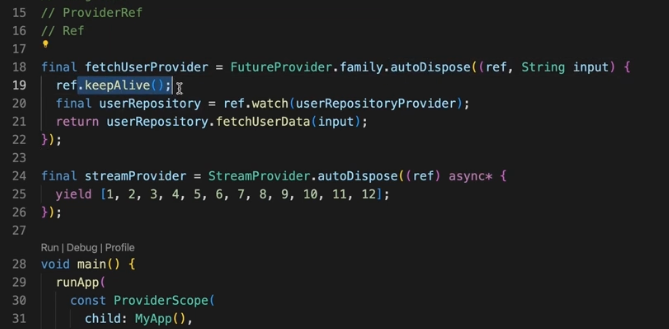 15 // ProviderRef
16 // Ref
17
18 final fetchUserProvider = FutureProvider.family.autoDispose((ref, String input) {
19   ref.keepAlive();
20   final userRepository = ref.watch(userRepositoryProvider);
21   return userRepository.fetchUserData(input);
22 });
23
24 final streamProvider = StreamProvider.autoDispose((ref) async* {
25   yield [1, 2, 3, 4, 5, 6, 7, 8, 9, 10, 11, 12];
26 });
27
Run | Debug | Profile
28 void main() {
29   runApp(
30     const ProviderScope(
31       child: MyApp(),